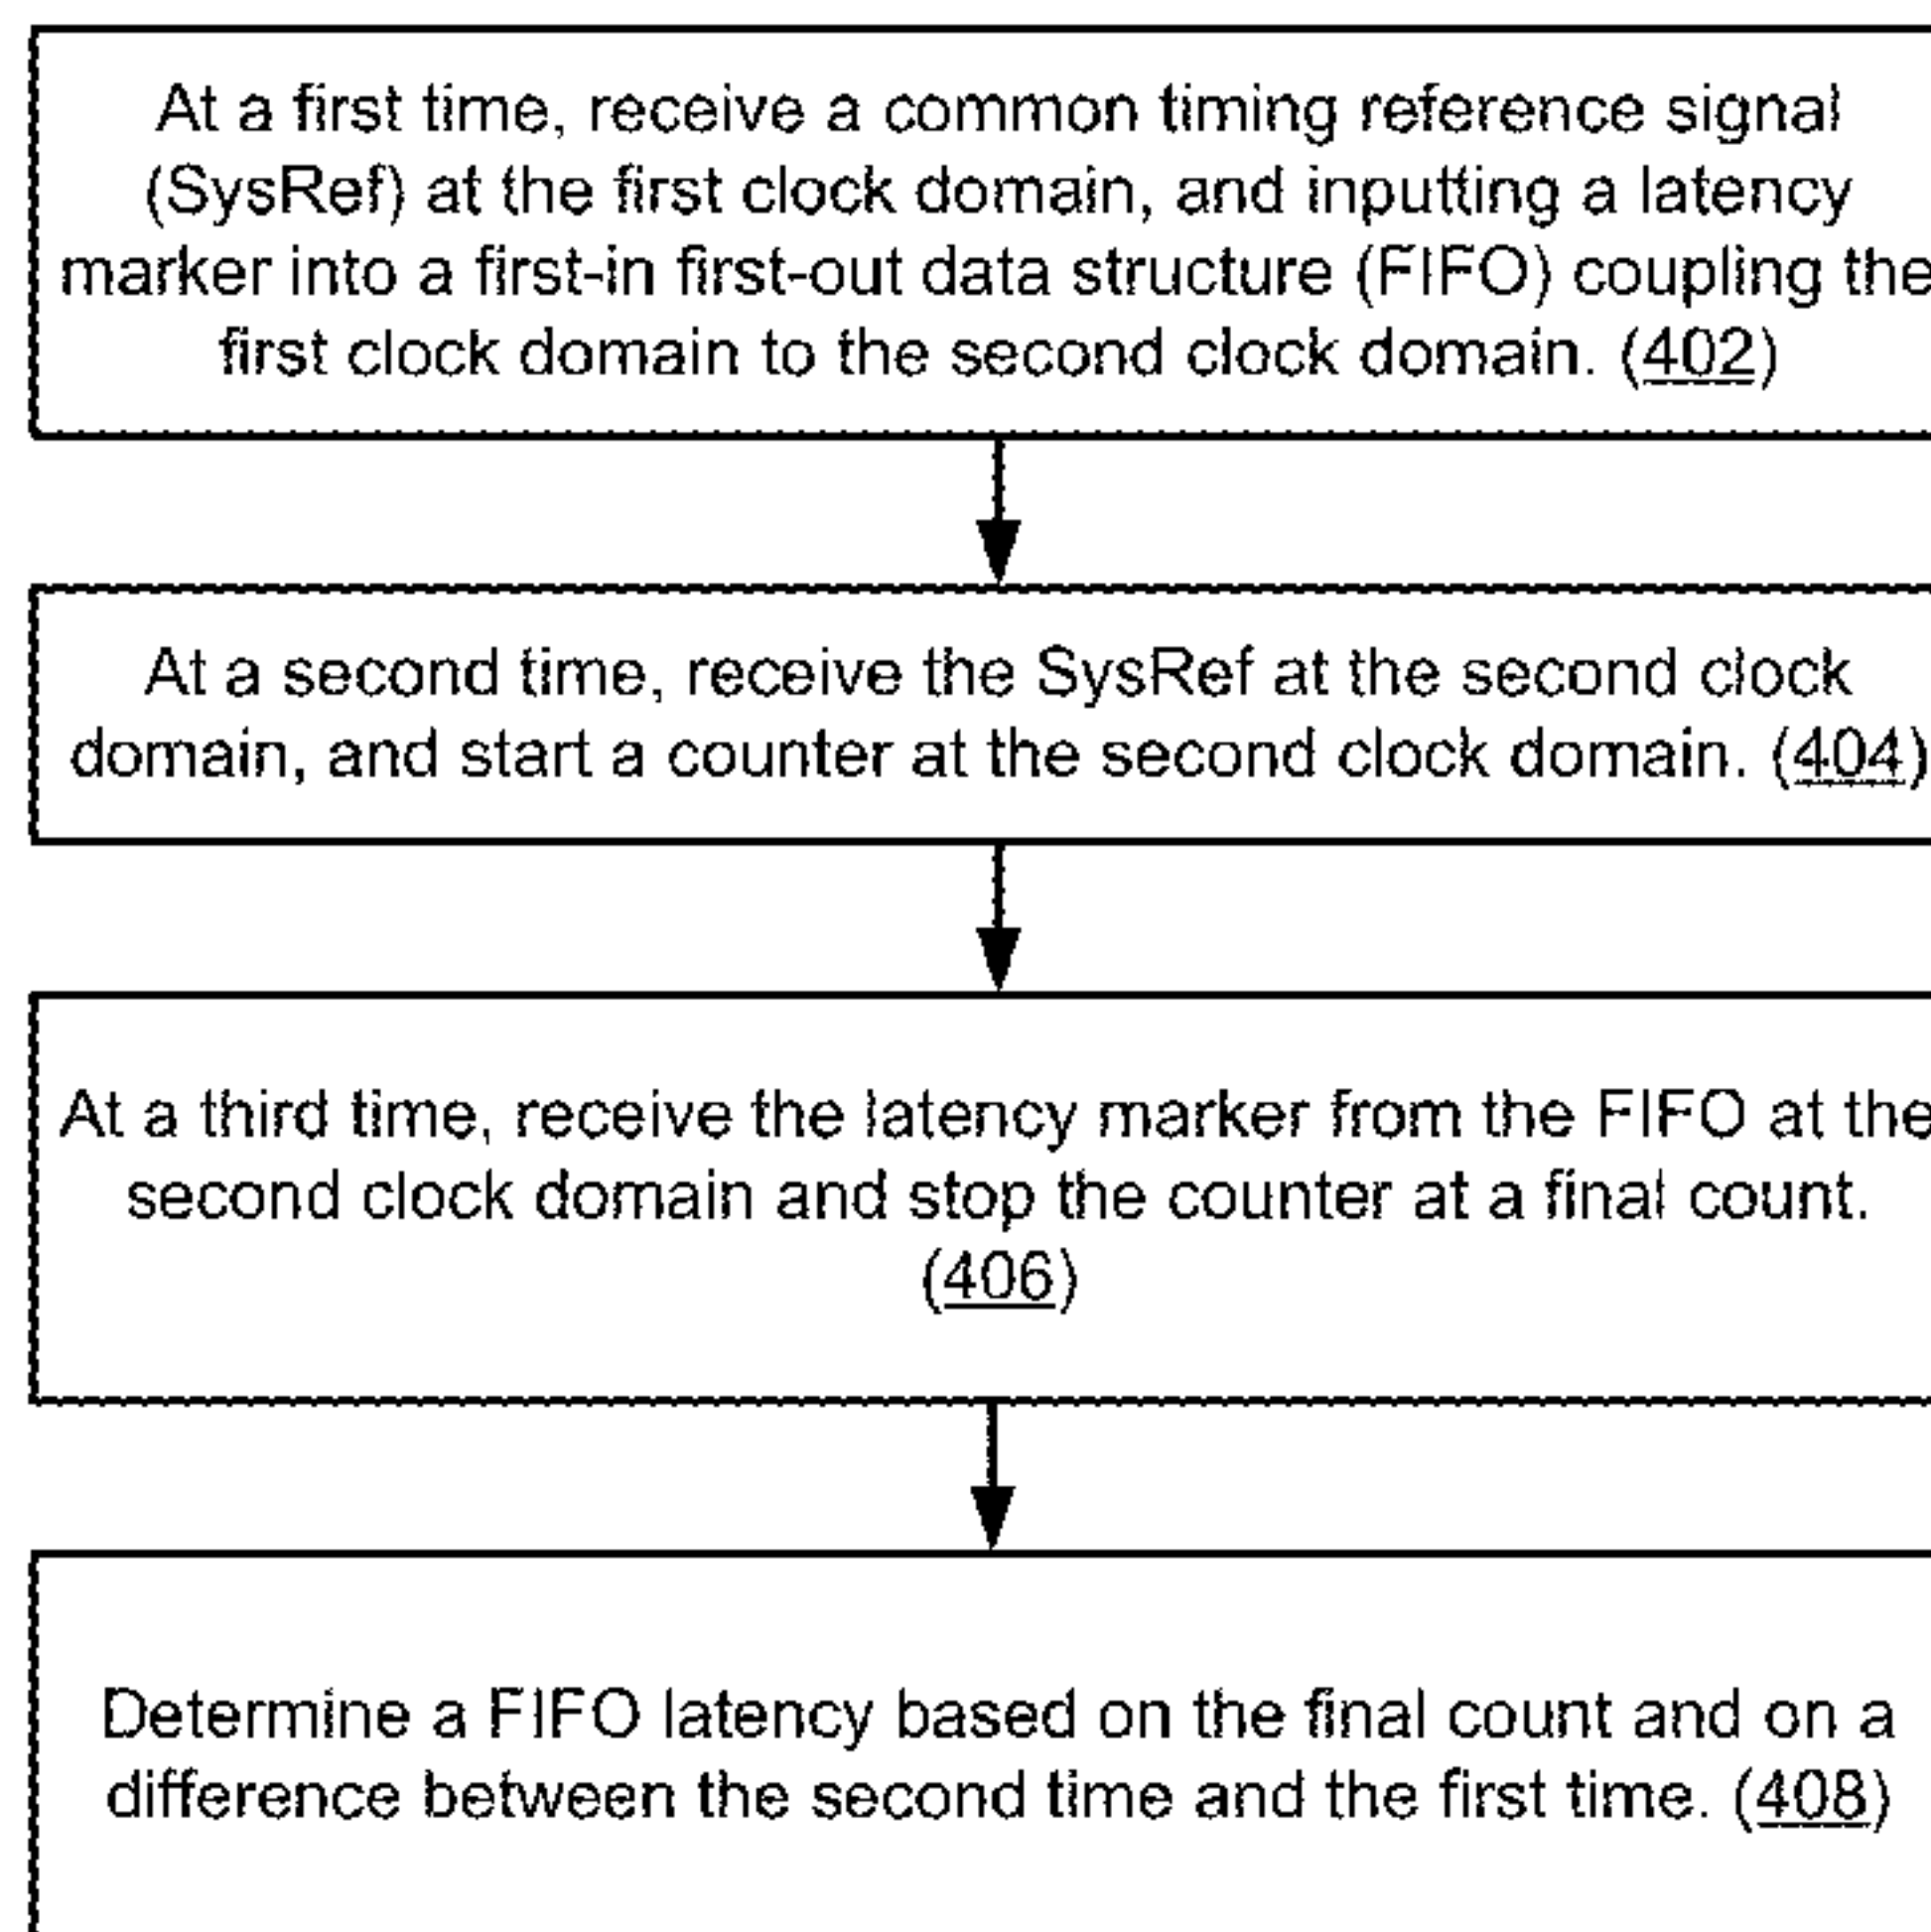 At a first time, receive a common timing reference signal
(SysRef) at the first clock domain, and inputting a latency
marker into a first-in first-out data structure (FIFO) coupling the
first clock domain to the second clock domain. (402)
At a second time, receive the SysRef at the second clock
domain, and start a counter at the second clock domain. (404)
At a third time, receive the latency marker from the FIFO at the
second clock domain and stop the counter at a final count.
(406)
Determine a FIFO latency based on the final count and on a
difference between the second time and the first time. (408)